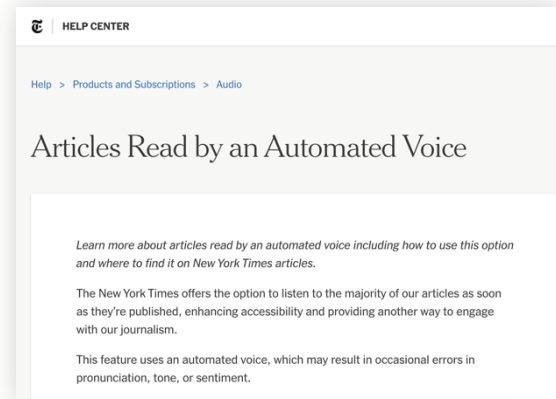 HELP CENTER
Help > Products and Subscriptions > Audio
Articles Read by an Automated Voice
Learn more about articles read by an automated voice including how to use this option
and where to find it on New York Times articles.
The New York Times offers the option to listen to the majority of our articles as soon
as they're published, enhancing accessibility and providing another way to engage
with our journalism.
This feature uses an automated voice, which may result in occasional errors in
pronunciation, tone, or sentiment.